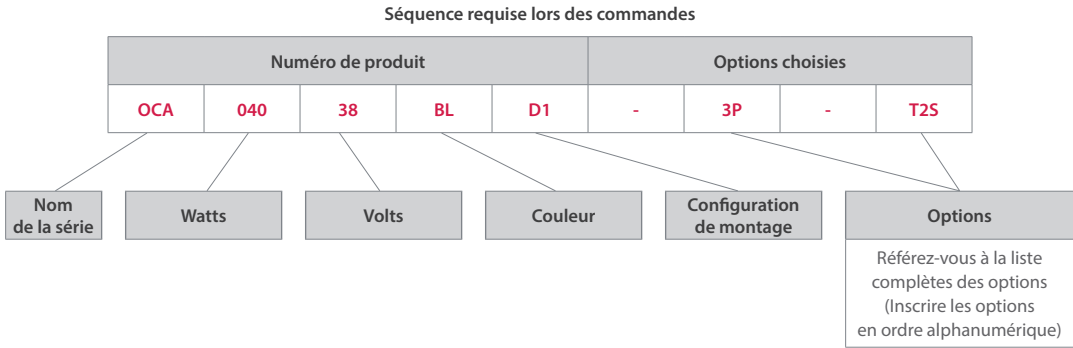 Séquence requise lors des commandes
Numéro de produit Options choisies
OCA 040 38 BL D1 - 3P - T2S
Nom
de la série
Watts
Volts
Couleur
Configuration
de montage
Options
Référez-vous à la liste
complètes des options
(Inscrire les options
en ordre alphanumérique)